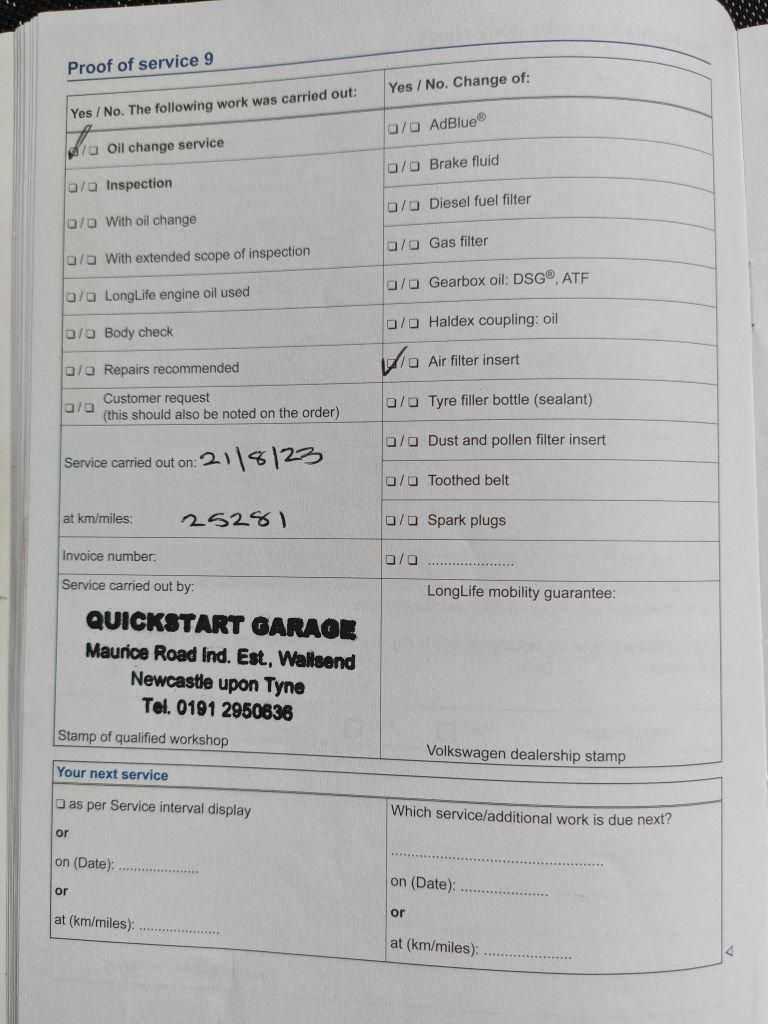 Proof of service 9
Yes / No. The following work was carried out:
❏ / ❏ Oil change service
❏ / ❏ Inspection
❏ / ❏ With oil change
❏ / ❏ With extended scope of inspection
❏ / ❏ LongLife engine oil used
❏ / ❏ Body check
❏ / ❏ Repairs recommended
❏ / ❏ Customer request
(this should also be noted on the order)
Service carried out on: 21/8/23
at km/miles: 25281
Invoice number:
Service carried out by:
QUICKSTART GARAGE
Maurice Road Ind. Est., Wallsend
Newcastle upon Tyne
Tel. 0191 2950636
Stamp of qualified workshop
Yes / No. Change of:
❏ / ❏ AdBlue®
❏ / ❏ Brake fluid
❏ / ❏ Diesel fuel filter
❏ / ❏ Gas filter
❏ / ❏ Gearbox oil: DSG®, ATF
❏ / ❏ Haldex coupling: oil
❏ / ❏ Air filter insert
❏ / ❏ Tyre filler bottle (sealant)
❏ / ❏ Dust and pollen filter insert
❏ / ❏ Toothed belt
❏ / ❏ Spark plugs
❏ / ❏ .....................
LongLife mobility guarantee:
Volkswagen dealership stamp
Your next service
❏ as per Service interval display
or
on (Date): ....................
or
at (km/miles): ....................
Which service/additional work is due next?
.....................................................
on (Date): ......................
or
at (km/miles): ......................